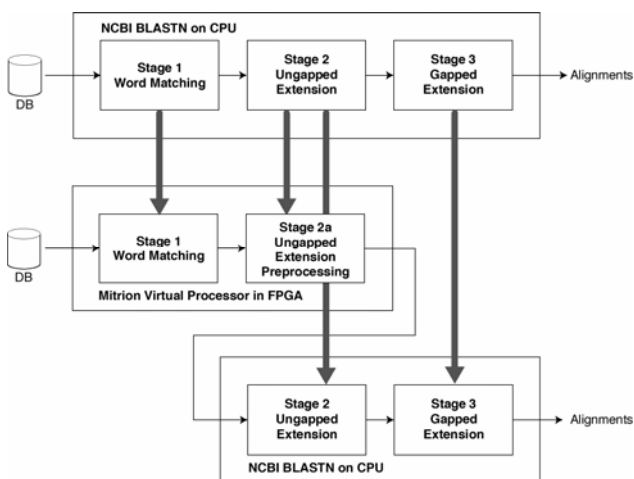 NCBI BLASTN on CPU
DB
Stage 1
Word Matching
Stage 2
Ungapped
Extension
Stage 3
Gapped
Extension
Alignments
DB
Stage 1
Word Matching
Stage 2a
Ungapped
Extension
Preprocessing
Mitrion Virtual Processor in FPGA
Stage 2
Ungapped
Extension
Stage 3
Gapped
Extension
Alignments
NCBI BLASTN on CPU